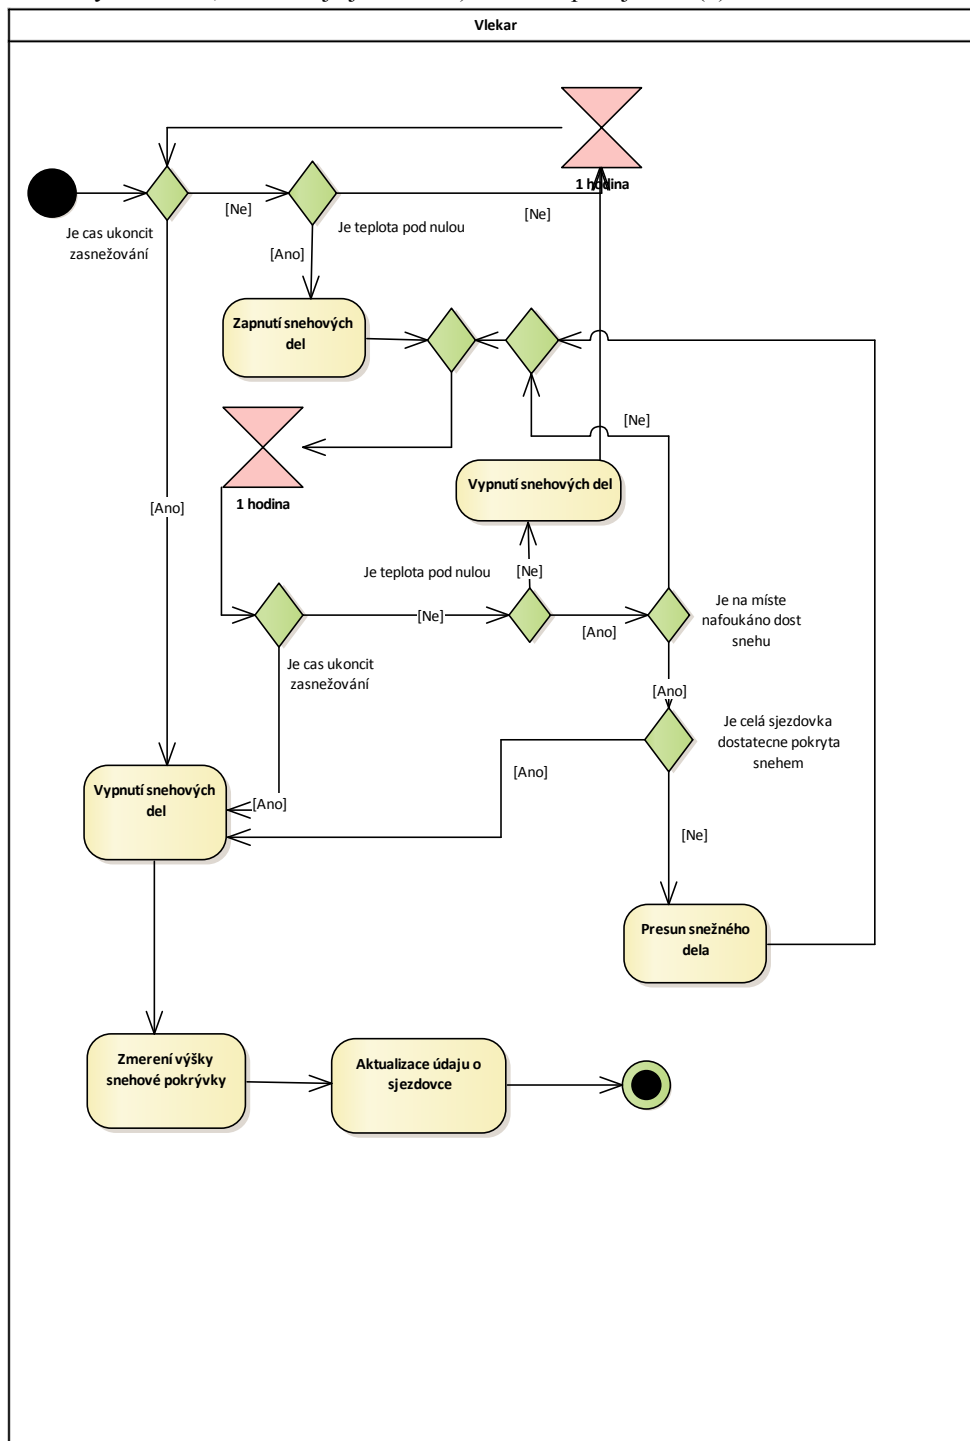 Vlekar
1 hodina
[Ne]
[Ne]
Je cas ukoncit
zasnežování
Je teplota pod nulou
[Ano]
Zapnutí snehových
del
[Ne]
Vypnutí snehových del
1 hodina
[Ano]
Je teplota pod nulou
[Ne]
[Ne]
[Ano]
Je na míste
nafoukáno dost
snehu
Je cas ukoncit
zasnežování
[Ano]
Je celá sjezdovka
dostatecne pokryta
snehem
[Ano]
Vypnutí snehových
del
[Ano]
[Ne]
Presun snežného
dela
Zmerení výšky
snehové pokrývky
Aktualizace údaju o
sjezdovce